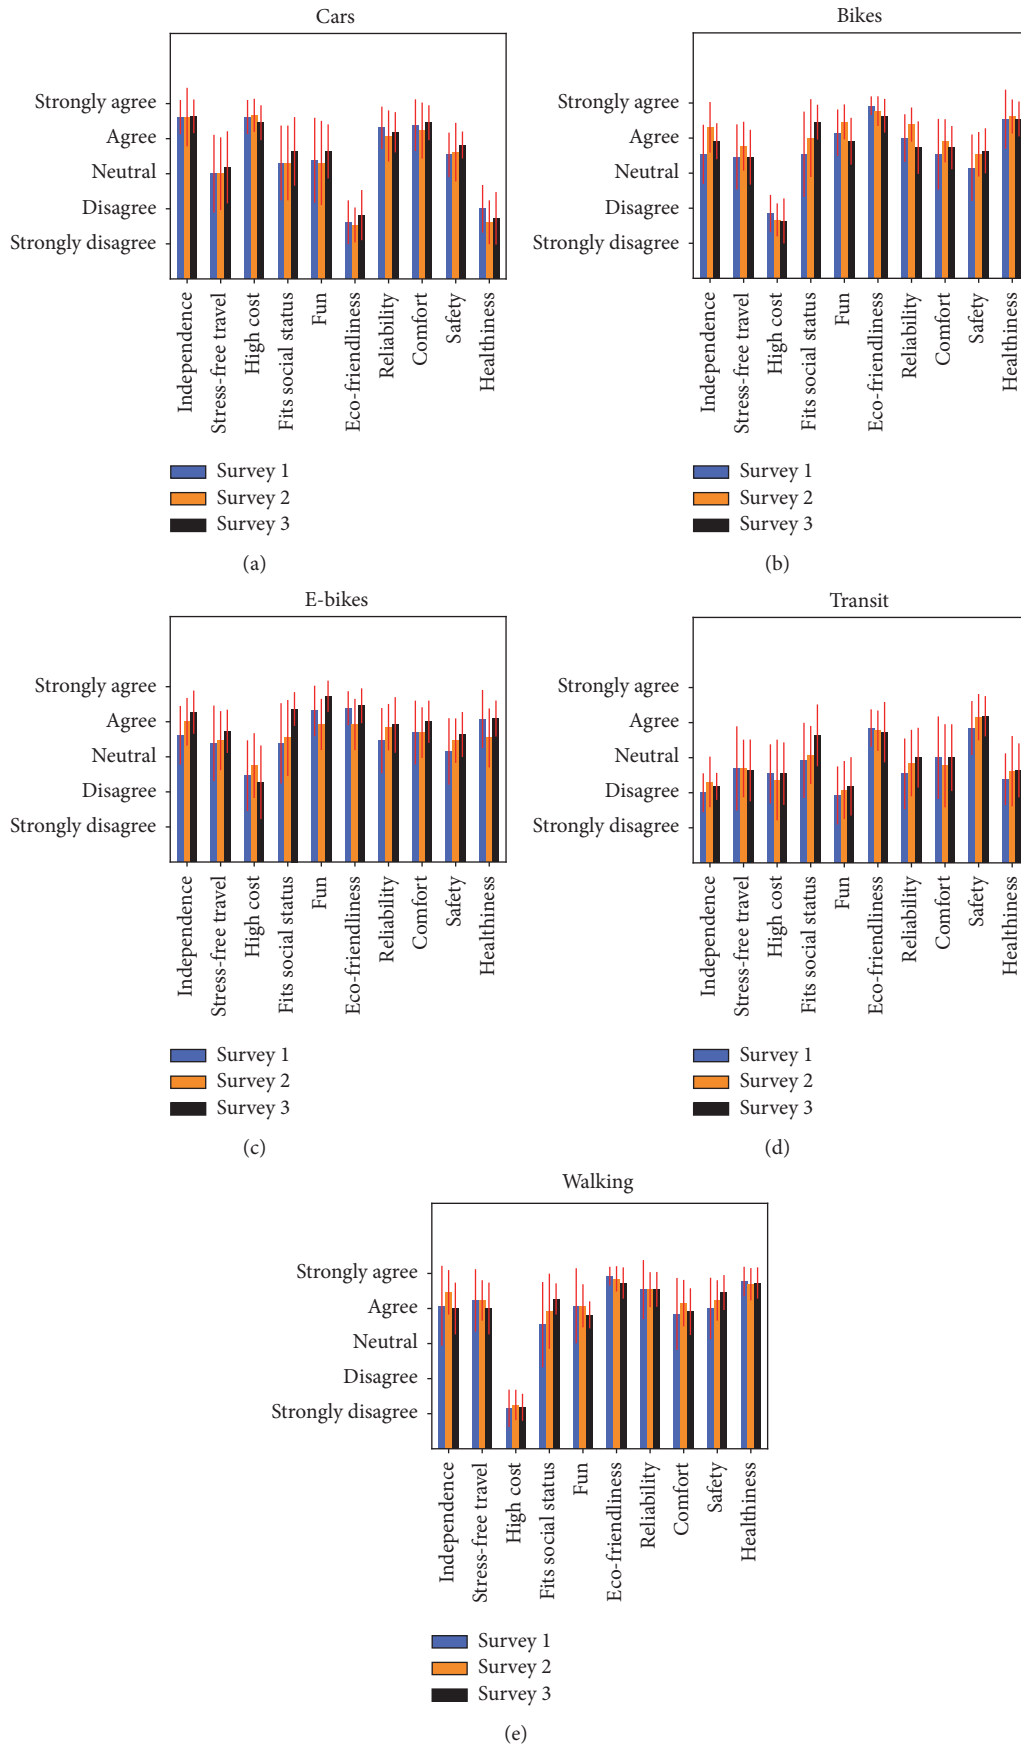 Cars
Strongly agree
Agree
Neutral
Disagree
Strongly disagree
Independence
Stress-free travel
High cost
Fits social status
Fun
Eco-friendliness
Reliability
Comfort
Safety
Healthiness
Survey 1
Survey 2
Survey 3
(a)
Bikes
Strongly agree
Agree
Neutral
Disagree
Strongly disagree
Independence
Stress-free travel
High cost
Fits social status
Fun
Eco-friendliness
Reliability
Comfort
Safety
Healthiness
Survey 1
Survey 2
Survey 3
(b)
E-bikes
Strongly agree
Agree
Neutral
Disagree
Strongly disagree
Independence
Stress-free travel
High cost
Fits social status
Fun
Eco-friendliness
Reliability
Comfort
Safety
Healthiness
Survey 1
Survey 2
Survey 3
(c)
Transit
Strongly agree
Agree
Neutral
Disagree
Strongly disagree
Independence
Stress-free travel
High cost
Fits social status
Fun
Eco-friendliness
Reliability
Comfort
Safety
Healthiness
Survey 1
Survey 2
Survey 3
(d)
Walking
Strongly agree
Agree
Neutral
Disagree
Strongly disagree
Independence
Stress-free travel
High cost
Fits social status
Fun
Eco-friendliness
Reliability
Comfort
Safety
Healthiness
Survey 1
Survey 2
Survey 3
(e)